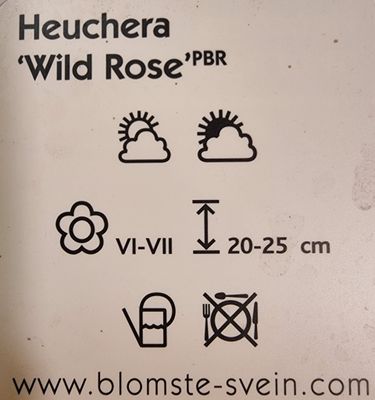 Heuchera
‘Wild Rose’PBR
VI-VII 20-25 cm
www.blomste-svein.com